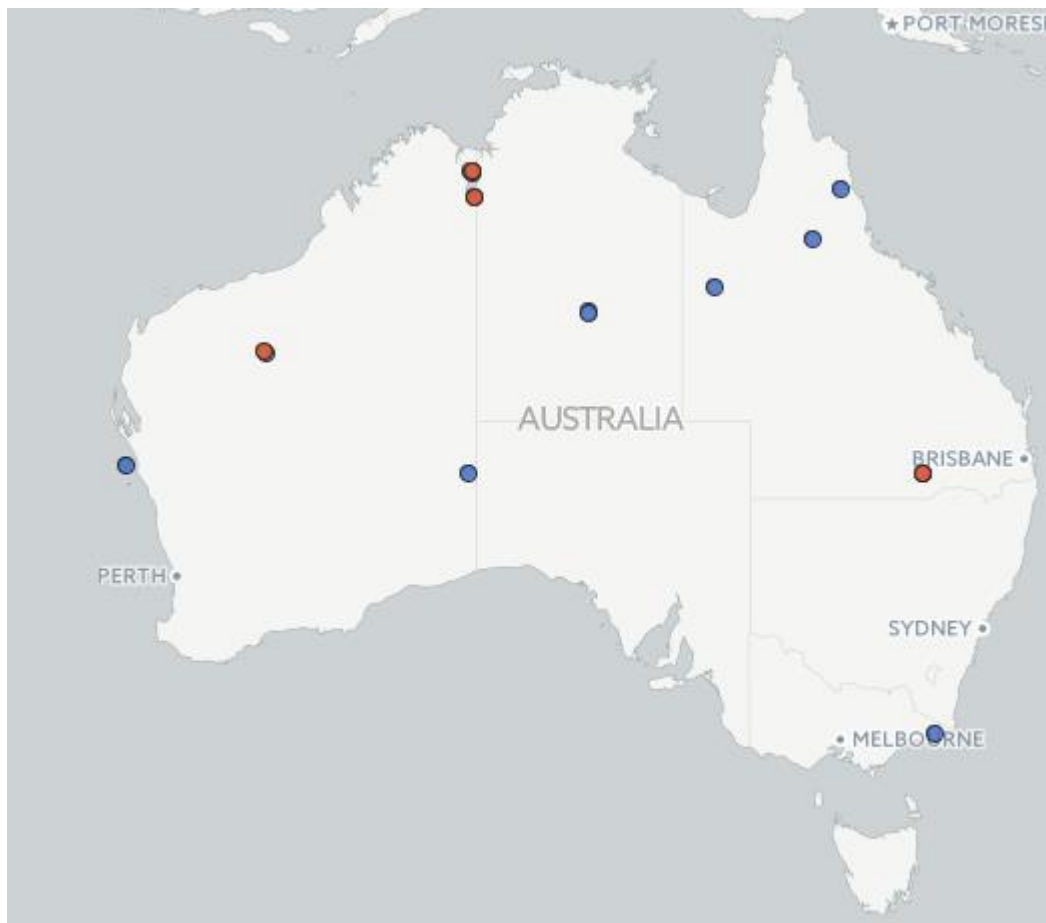 ★ PORT MORESB
AUSTRALIA
BRISBANE
PERTH
SYDNEY
MELBOURNE